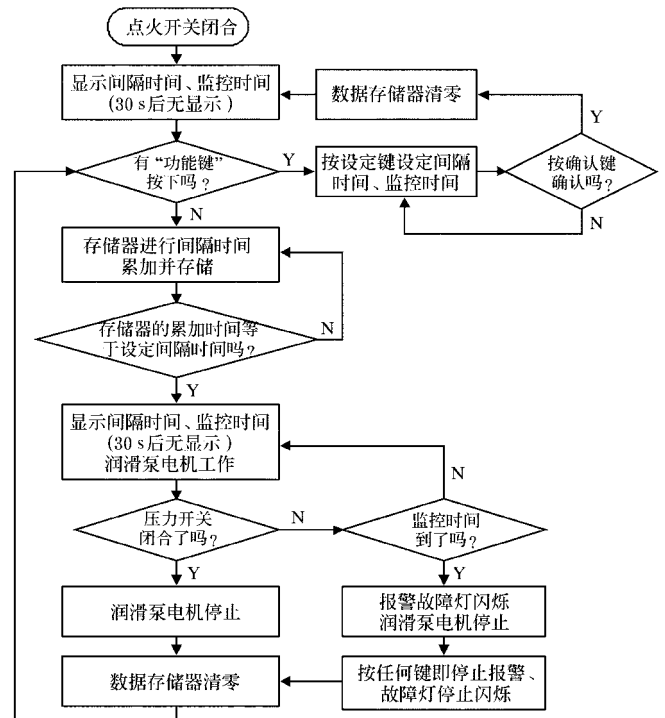 点火开关闭合
显示间隔时间、监控时间
(30 s后无显示)
数据存储器清零
Y
有“功能键”
按下吗?
Y
按设定键设定间隔
时间、监控时间
按确认键
确认吗?
N
N
存储器进行间隔时间
累加并存储
存储器的累加时间等
于设定间隔时间吗?
N
Y
显示间隔时间、监控时间
(30 s后无显示)
润滑泵电机工作
N
压力开关
闭合了吗?
N
监控时间
到了吗?
Y
Y
润滑泵电机停止
报警故障灯闪烁
润滑泵电机停止
数据存储器清零
按任何键即停止报警、
故障灯停止闪烁